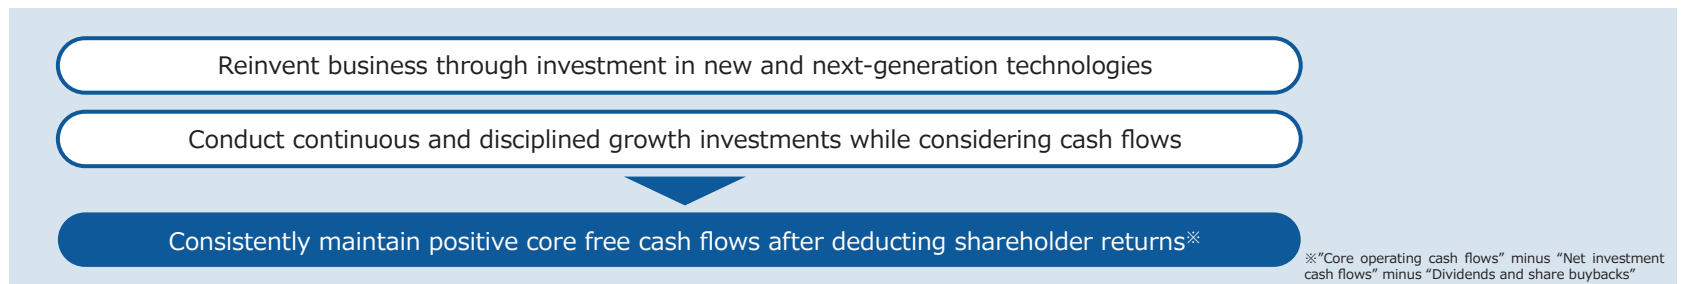 Reinvent business through investment in new and next-generation technologies
Conduct continuous and disciplined growth investments while considering cash flows
Consistently maintain positive core free cash flows after deducting shareholder returns※
※”Core operating cash flows” minus “Net investment
cash flows” minus “Dividends and share buybacks”